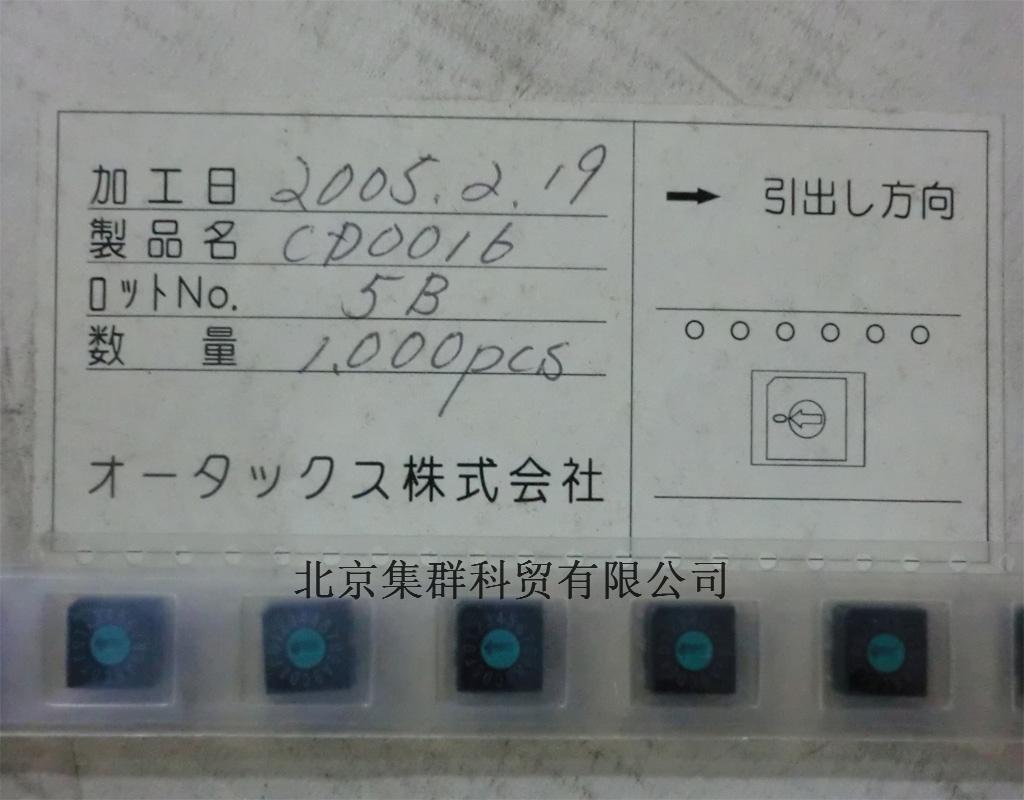 加工日 2005.2.19
製品名 CD0016
ロットNo. 5B
数量 1.000pcs
オータックス株式会社
→ 引出し方向
北京集群科贸有限公司